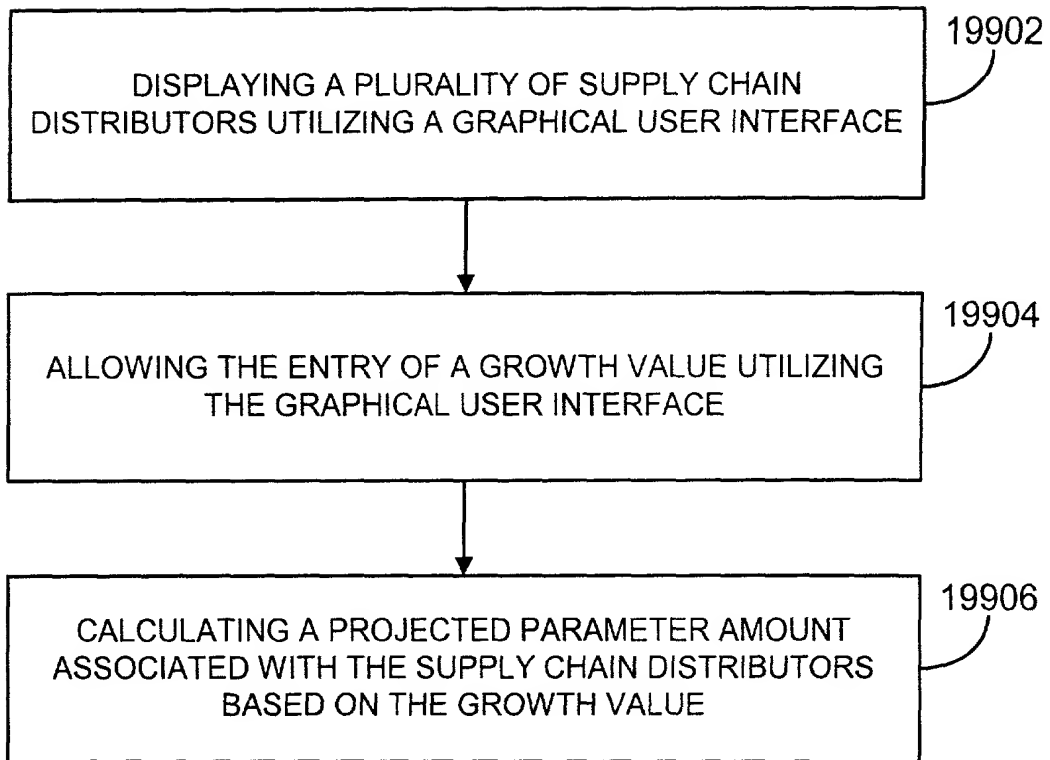 19902
DISPLAYING A PLURALITY OF SUPPLY CHAIN
DISTRIBUTORS UTILIZING A GRAPHICAL USER INTERFACE
19904
ALLOWING THE ENTRY OF A GROWTH VALUE UTILIZING
THE GRAPHICAL USER INTERFACE
19906
CALCULATING A PROJECTED PARAMETER AMOUNT
ASSOCIATED WITH THE SUPPLY CHAIN DISTRIBUTORS
BASED ON THE GROWTH VALUE